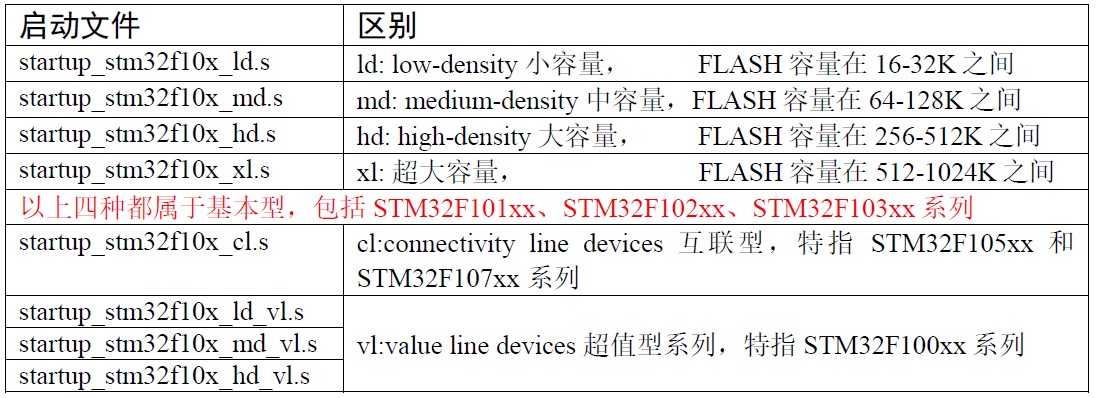 启动文件 区别
startup_stm32f10x_ld.s ld: low-density 小容量， FLASH 容量在 16-32K 之间
startup_stm32f10x_md.s md: medium-density 中容量，FLASH 容量在 64-128K 之间
startup_stm32f10x_hd.s hd: high-density 大容量， FLASH 容量在 256-512K 之间
startup_stm32f10x_xl.s xl: 超大容量， FLASH 容量在 512-1024K 之间
以上四种都属于基本型，包括 STM32F101xx、STM32F102xx、STM32F103xx 系列
startup_stm32f10x_cl.s cl:connectivity line devices 互联型，特指 STM32F105xx 和
STM32F107xx 系列
startup_stm32f10x_ld_vl.s
startup_stm32f10x_md_vl.s vl:value line devices 超值型系列，特指 STM32F100xx 系列
startup_stm32f10x_hd_vl.s